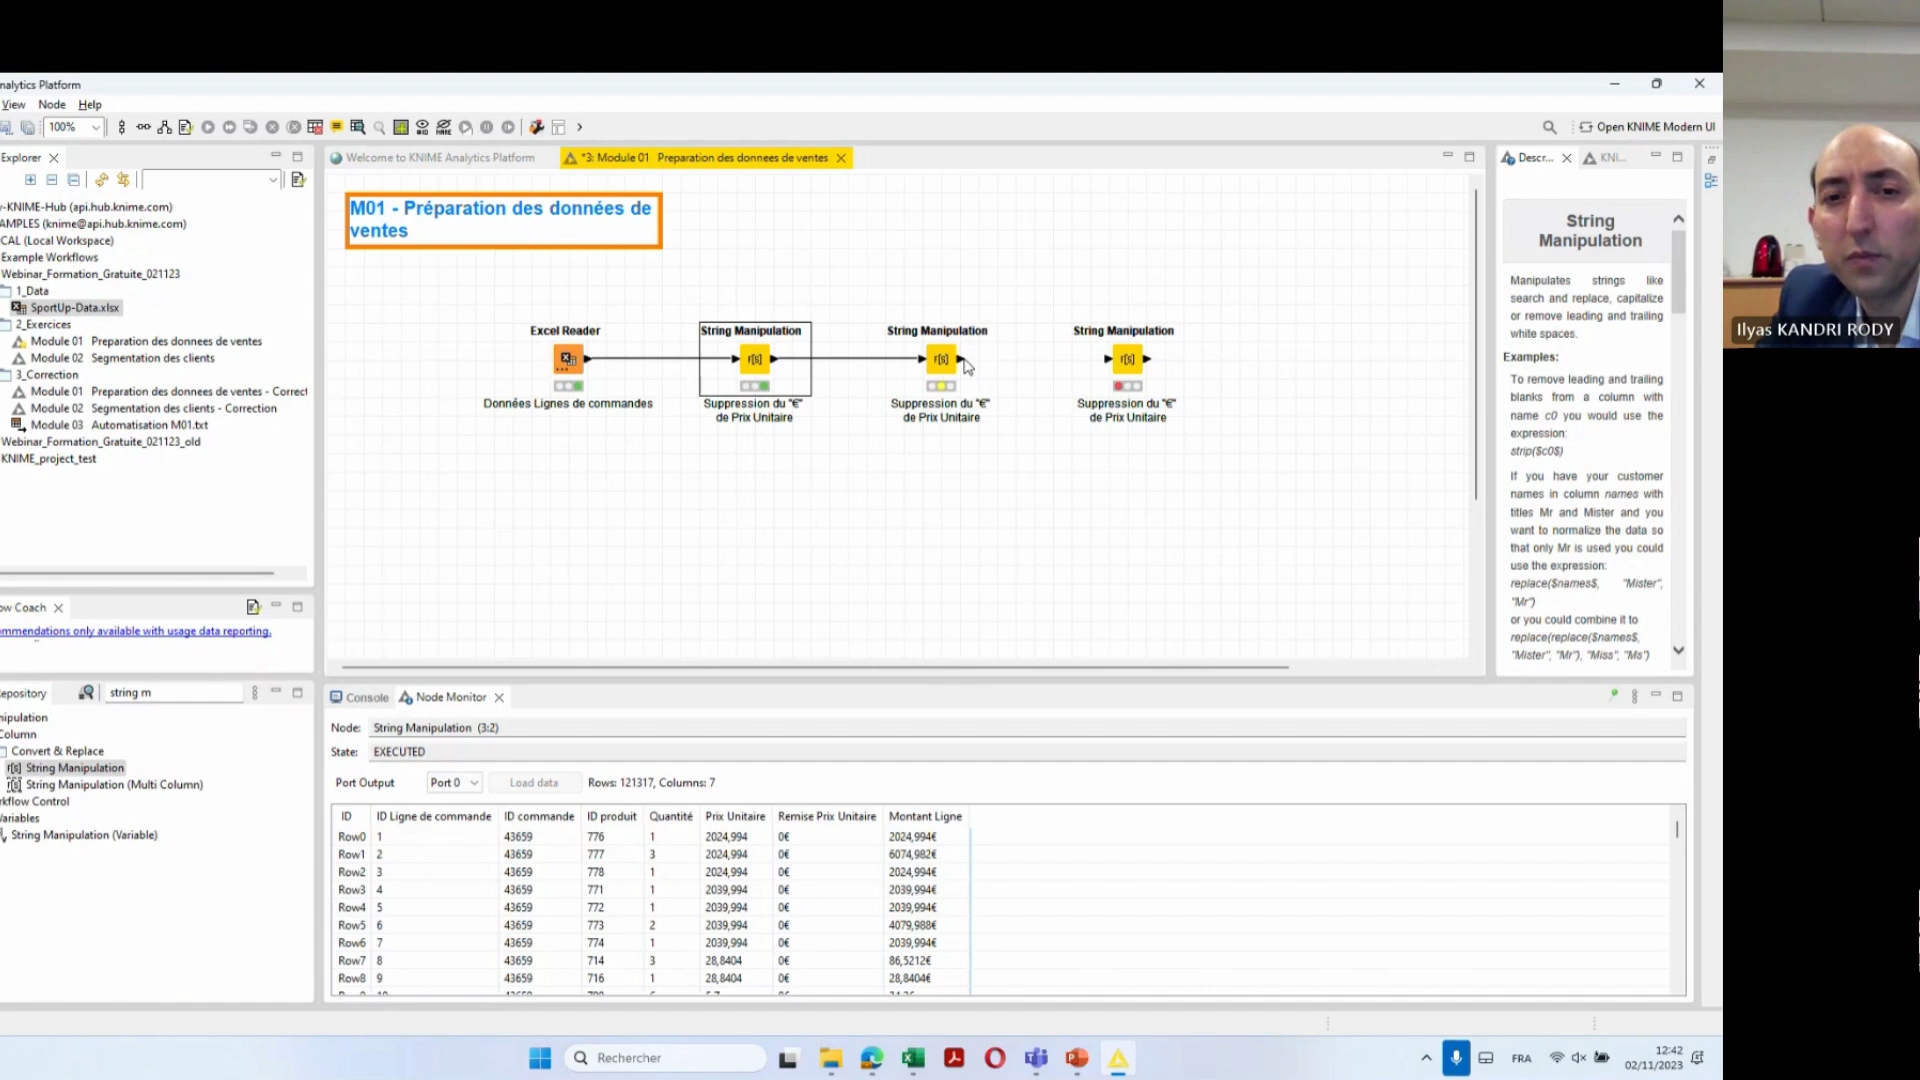 nalytics Platform
View Node Help
100%
Open KNIME Modern UI
Explorer
Welcome to KNIME Analytics Platform
*3: Module 01 Preparation des donnees de ventes
Descr...
KNI...
y-KNIME-Hub (api.hub.knime.com)
AMPLES (knime@api.hub.knime.com)
CAL (Local Workspace)
Example Workflows
Webinar_Formation_Gratuite_021123
1_Data
SportUp-Data.xlsx
2_Exercices
Module 01 Preparation des donnees de ventes
Module 02 Segmentation des clients
3_Correction
Module 01 Preparation des donnees de ventes - Correct
Module 02 Segmentation des clients - Correction
Module 03 Automatisation M01.txt
Webinar_Formation_Gratuite_021123_old
KNIME_project_test
M01 - Préparation des données de
ventes
Excel Reader
Données Lignes de commandes
String Manipulation
r[s]
Suppression du "€"
de Prix Unitaire
String Manipulation
r[s]
Suppression du "€"
de Prix Unitaire
String Manipulation
r[s]
Suppression du "€"
de Prix Unitaire
String
Manipulation
Manipulates strings like
search and replace, capitalize
or remove leading and trailing
white spaces.
Examples:
To remove leading and trailing
blanks from a column with
name c0 you would use the
expression:
strip($c0$)
If you have your customer
names in column names with
titles Mr and Mister and you
want to normalize the data so
that only Mr is used you could
use the expression:
replace($names$, "Mister",
"Mr")
or you could combine it to
replace(replace($names$,
"Mister", "Mr"), "Miss", "Ms")
Ilyas KANDRI RODY
ow Coach
ommendations only available with usage data reporting.
epository
string m
nipulation
Column
Convert & Replace
r[s] String Manipulation
String Manipulation (Multi Column)
rkflow Control
Variables
String Manipulation (Variable)
Console
Node Monitor
Node: String Manipulation (3:2)
State: EXECUTED
Port Output Port 0 Load data Rows: 121317, Columns: 7
ID ID Ligne de commande ID commande ID produit Quantité Prix Unitaire Remise Prix Unitaire Montant Ligne
Row0 1 43659 776 1 2024,994 0€ 2024,994€
Row1 2 43659 777 3 2024,994 0€ 6074,982€
Row2 3 43659 778 1 2024,994 0€ 2024,994€
Row3 4 43659 771 1 2039,994 0€ 2039,994€
Row4 5 43659 772 1 2039,994 0€ 2039,994€
Row5 6 43659 773 2 2039,994 0€ 4079,988€
Row6 7 43659 774 1 2039,994 0€ 2039,994€
Row7 8 43659 714 3 28,8404 0€ 86,5212€
Row8 9 43659 716 1 28,8404 0€ 28,8404€
Rechercher
FRA
12:42
02/11/2023